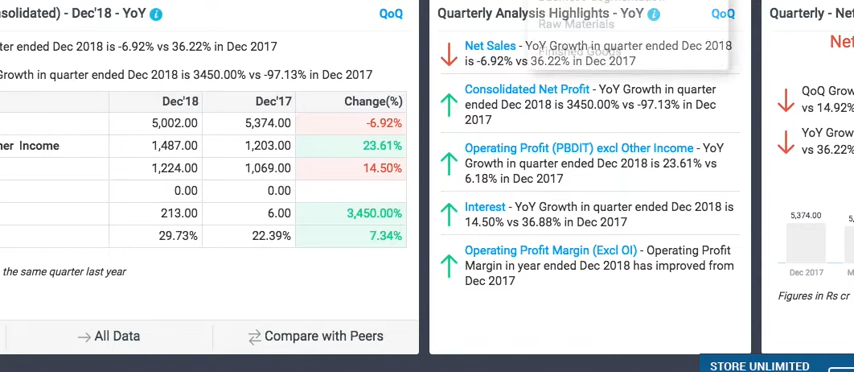 solidated) - Dec'18 - YoY
QoQ
ter ended Dec 2018 is -6.92% vs 36.22% in Dec 2017
Growth in quarter ended Dec 2018 is 3450.00% vs -97.13% in Dec 2017
Dec'18 Dec'17 Change(%)
5,002.00 5,374.00 -6.92%
her Income 1,487.00 1,203.00 23.61%
1,224.00 1,069.00 14.50%
0.00 0.00
213.00 6.00 3,450.00%
29.73% 22.39% 7.34%
the same quarter last year
All Data
Compare with Peers
Quarterly Analysis Highlights - YoY
QoQ
Raw Materials
Finished Goods
Net Sales - YoY Growth in quarter ended Dec 2018
is -6.92% vs 36.22% in Dec 2017
Consolidated Net Profit - YoY Growth in quarter
ended Dec 2018 is 3450.00% vs -97.13% in Dec
2017
Operating Profit (PBDIT) excl Other Income - YoY
Growth in quarter ended Dec 2018 is 23.61% vs
6.18% in Dec 2017
Interest - YoY Growth in quarter ended Dec 2018 is
14.50% vs 36.88% in Dec 2017
Operating Profit Margin (Excl OI) - Operating Profit
Margin in year ended Dec 2018 has improved from
Dec 2017
Quarterly - Net
Net
QoQ Grow
vs 14.92%
YoY Grow
vs 36.22%
5,374.00
5,
Dec 2017
M
Figures in Rs cr
STORE UNLIMITED